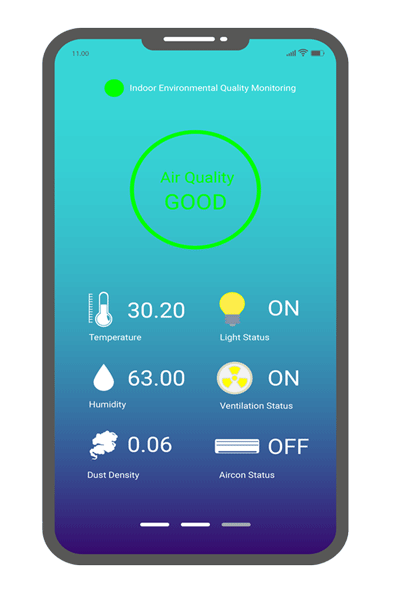 11.00
Indoor Environmental Quality Monitoring
Air Quality
GOOD
30.20
ON
Temperature
Light Status
63.00
ON
Humidity
Ventilation Status
0.06
OFF
Dust Density
Aircon Status